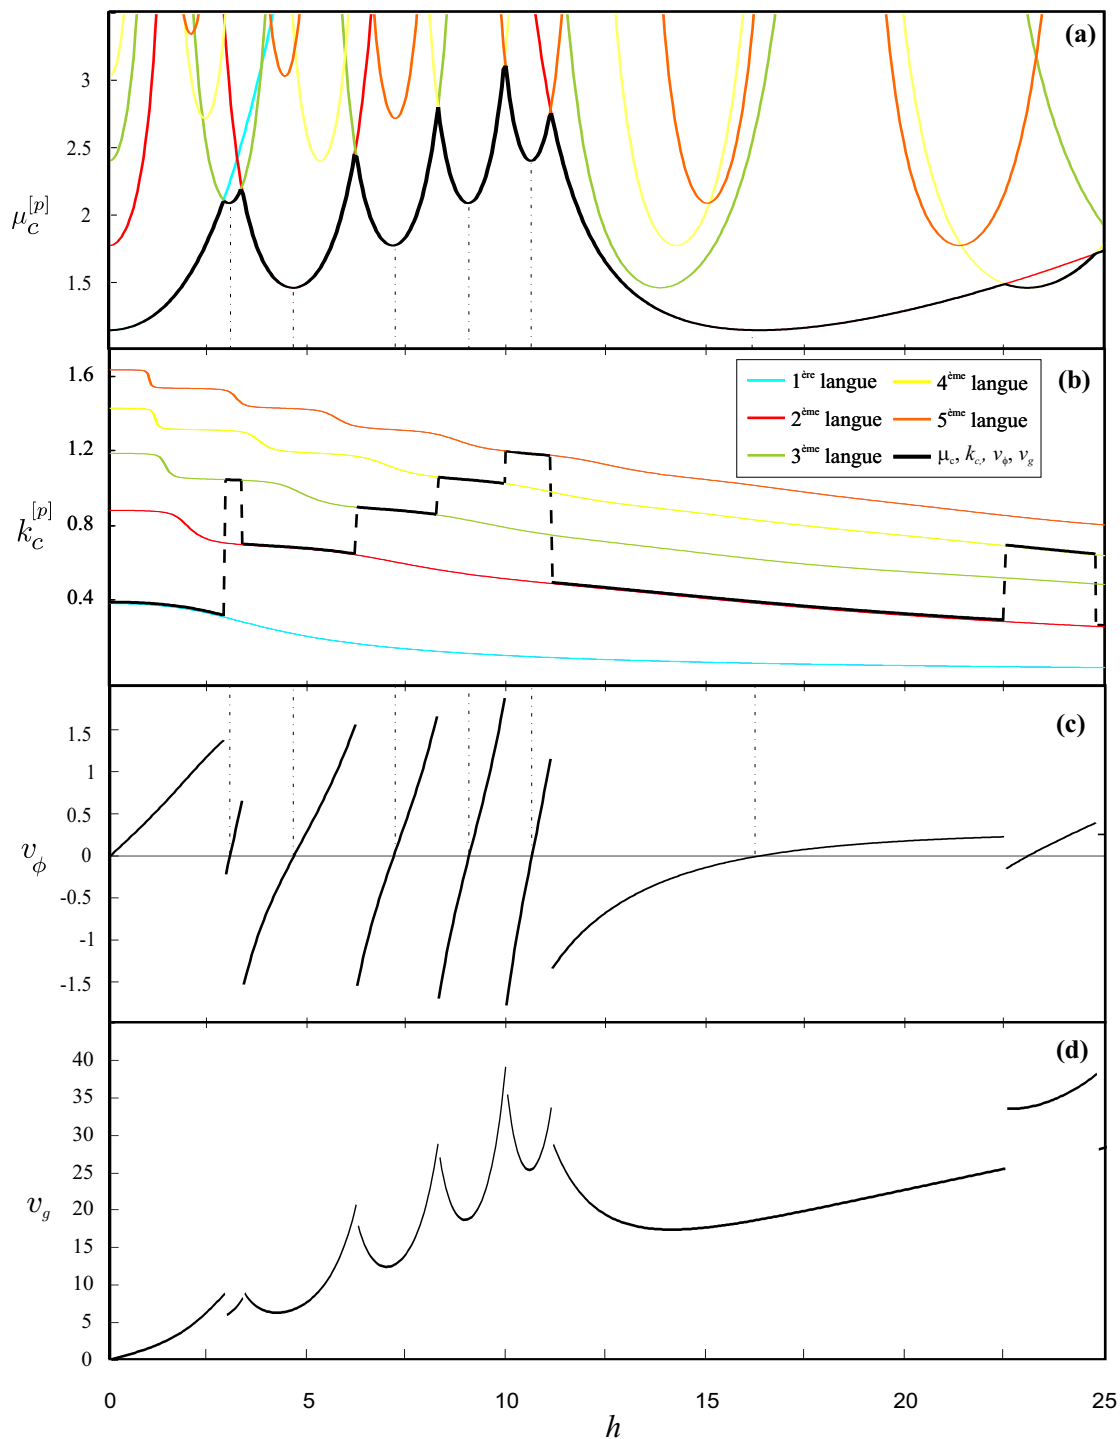 (a)
3
2.5
2
1.5
μ_c^[p]
(b)
1.6
1.2
0.8
0.4
k_c^[p]
1ère langue
2ème langue
3ème langue
4ème langue
5ème langue
μc, kc, vϕ, vg
(c)
1.5
1
0.5
0
-0.5
-1
-1.5
vϕ
(d)
40
35
30
25
20
15
10
5
0
vg
0 5 10 15 20 25
h